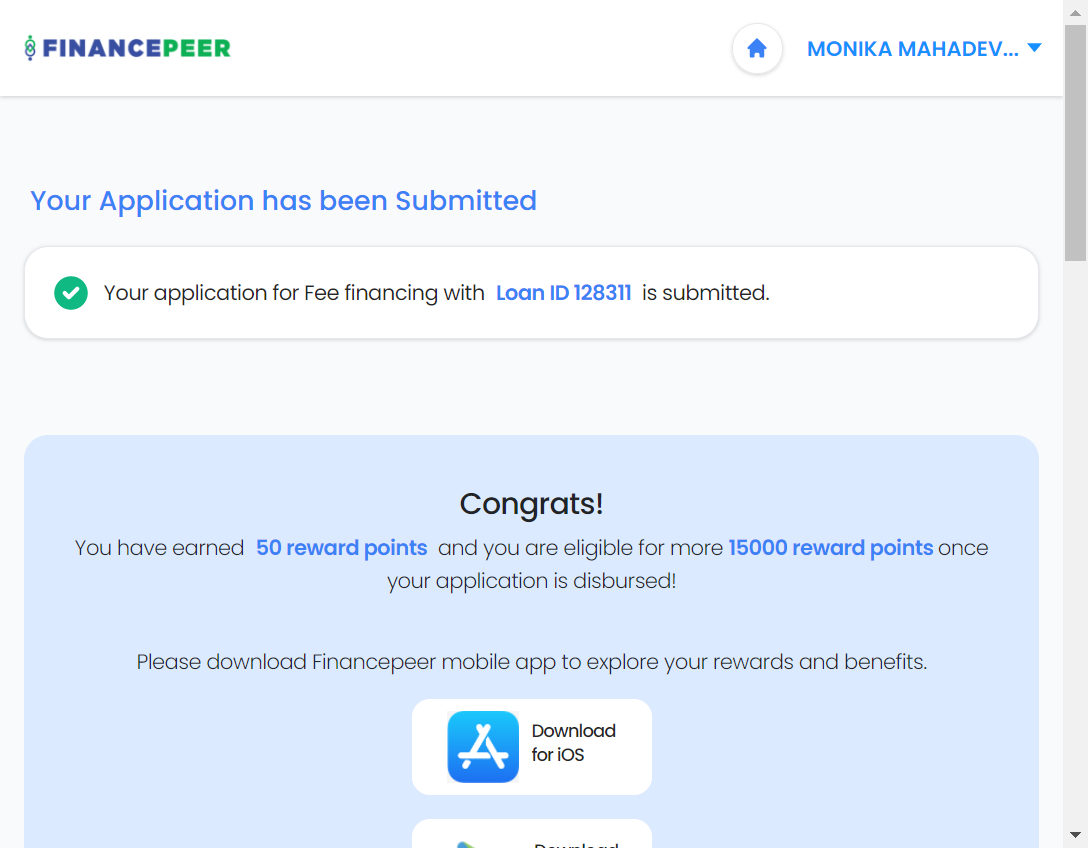 FINANCEPEER
MONIKA MAHADEV...
Your Application has been Submitted
Your application for Fee financing with Loan ID 128311 is submitted.
Congrats!
You have earned 50 reward points and you are eligible for more 15000 reward points once
your application is disbursed!
Please download Financepeer mobile app to explore your rewards and benefits.
Download
for iOS
Download